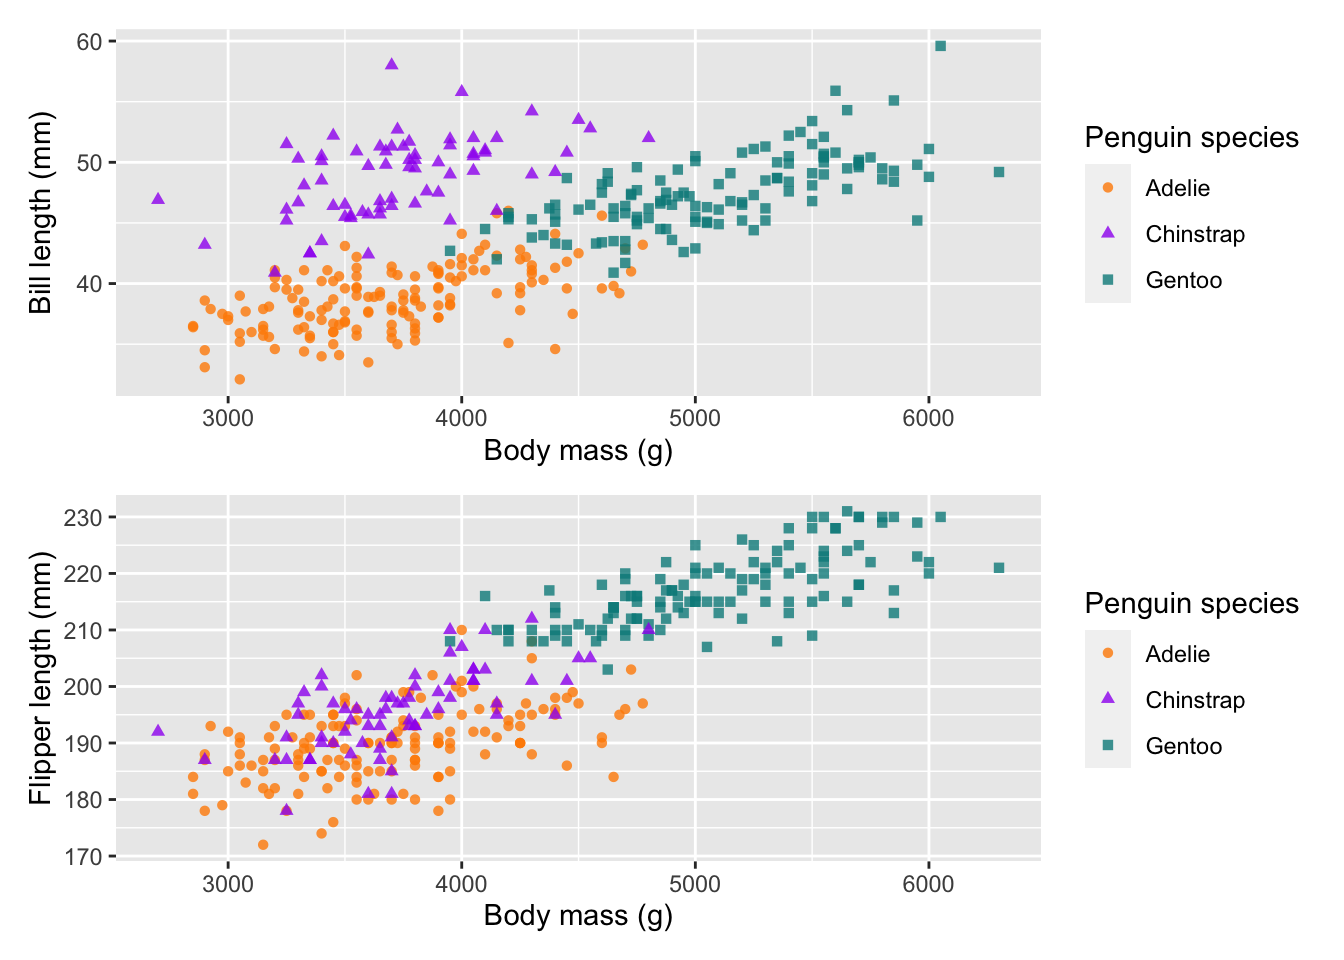 60
50
40
Bill length (mm)
3000 4000 5000 6000
Body mass (g)
Penguin species
Adelie
Chinstrap
Gentoo
230
220
210
200
190
180
170
Flipper length (mm)
3000 4000 5000 6000
Body mass (g)
Penguin species
Adelie
Chinstrap
Gentoo